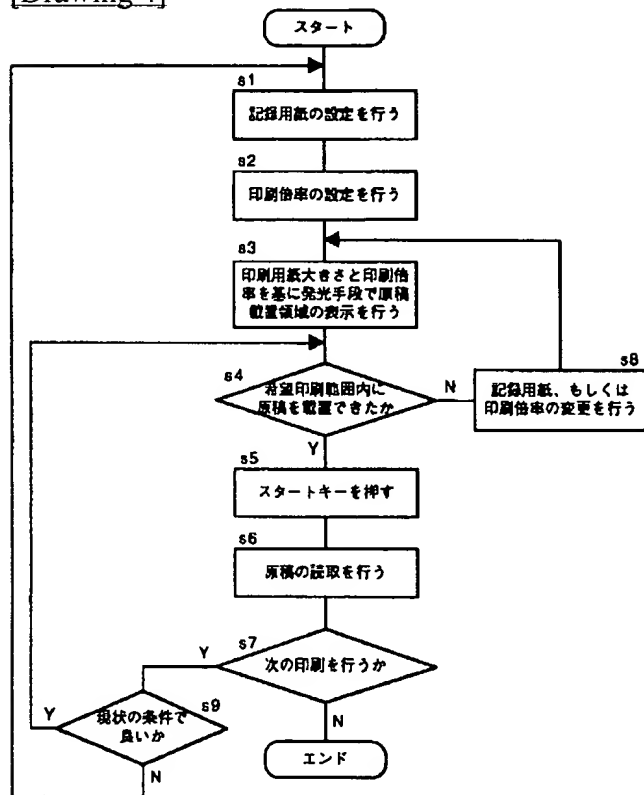 [Drawing 4]
スタート
s1
記録用紙の設定を行う
s2
印刷倍率の設定を行う
s3
印刷用紙大きさと印刷倍
率を基に発光手段で原稿
載置領域の表示を行う
s4
希望印刷範囲内に
原稿を載置できたか
N
s8
記録用紙、もしくは
印刷倍率の変更を行う
Y
s5
スタートキーを押す
s6
原稿の読取を行う
s7
次の印刷を行うか
Y
N
s9
現状の条件で
良いか
Y
N
エンド